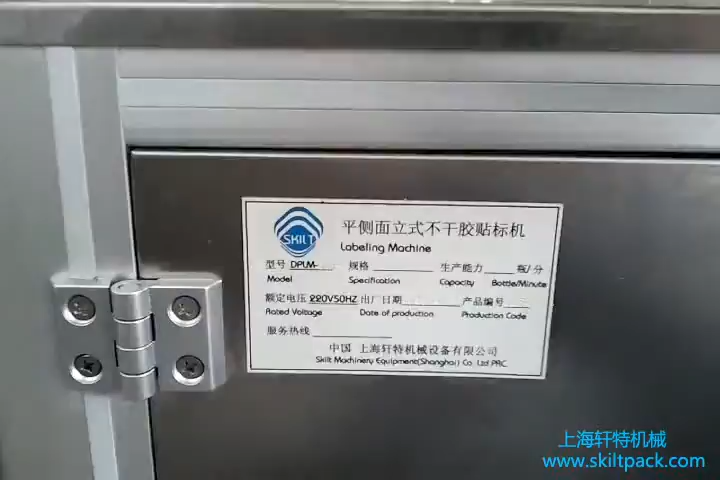 SKILT
平侧面立式不干胶贴标机
Labeling Machine
型号 DPLM- 规格 生产能力 瓶/分
Model Specification Capacity Bottle/Minute
额定电压 220V50HZ 出厂日期 产品编号
Rated Voltage Date of production Production Code
服务热线
中国 上海轩特机械设备有限公司
Skilt Machinery Equipment(Shanghai) Co. Ltd PRC
上海轩特机械
www.skiltpack.com